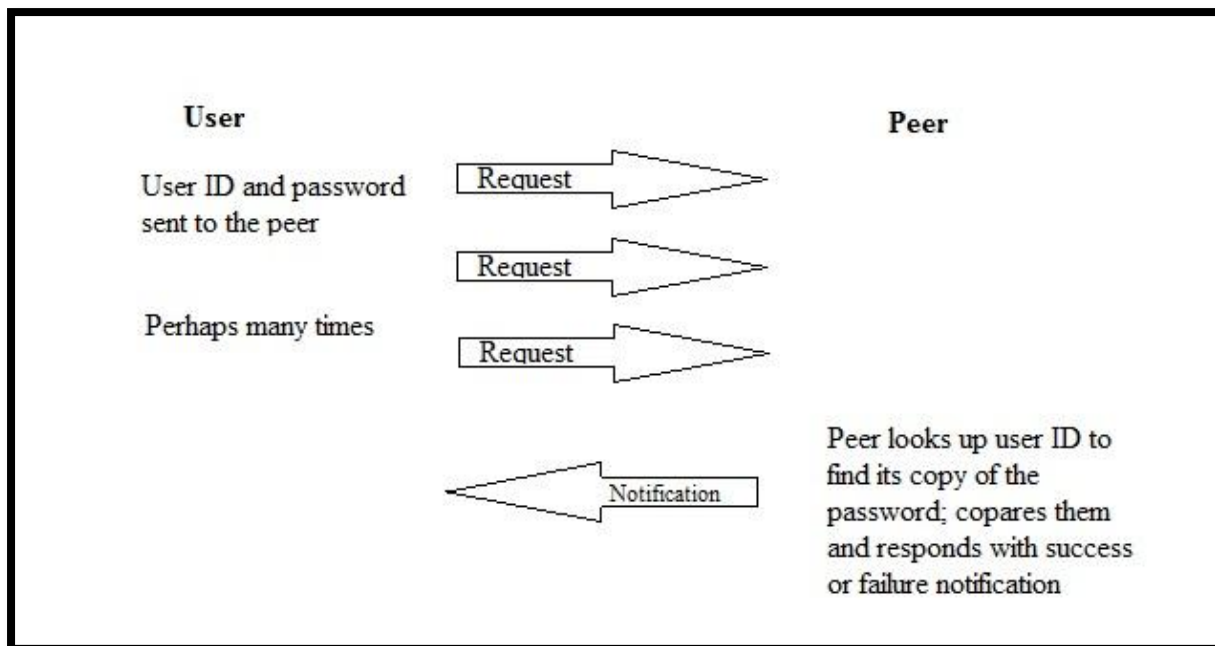 User
Peer
User ID and password
sent to the peer
Request
Request
Perhaps many times
Request
Notification
Peer looks up user ID to
find its copy of the
password; copares them
and responds with success
or failure notification